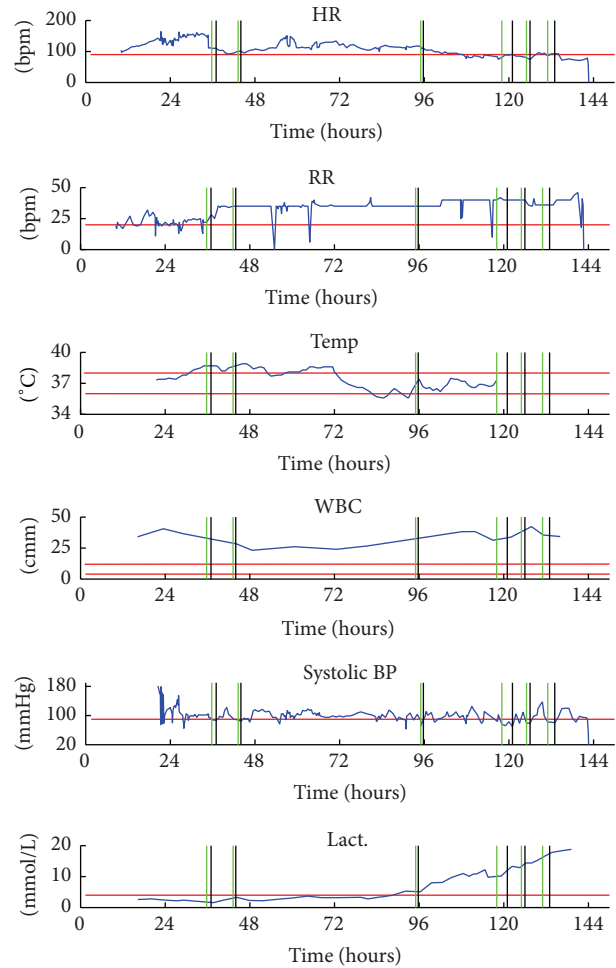 HR
(bpm)
200
100
0
0 24 48 72 96 120 144
Time (hours)
RR
(bpm)
50
25
0
0 24 48 72 96 120 144
Time (hours)
Temp
(°C)
40
37
34
0 24 48 72 96 120 144
Time (hours)
WBC
(cmm)
50
25
0
0 24 48 72 96 120 144
Time (hours)
Systolic BP
(mmHg)
180
100
20
0 24 48 72 96 120 144
Time (hours)
Lact.
(mmol/L)
20
10
0
0 24 48 72 96 120 144
Time (hours)